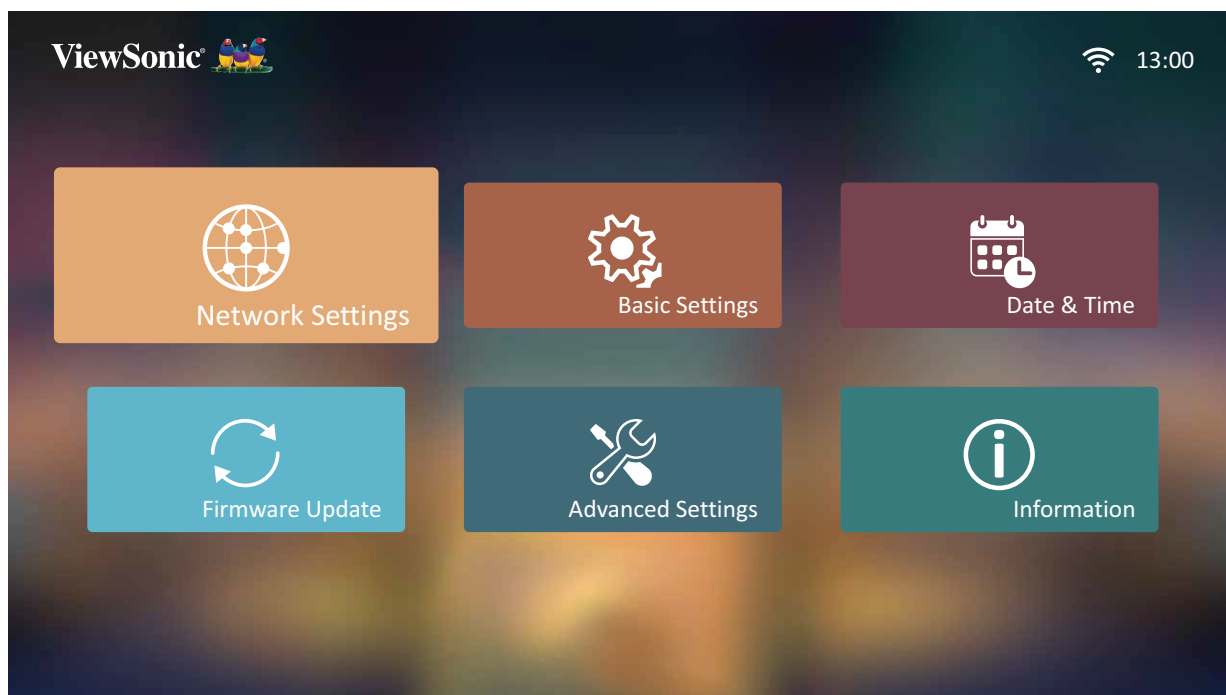 ViewSonic®
13:00
Network Settings
Basic Settings
Date & Time
Firmware Update
Advanced Settings
Information